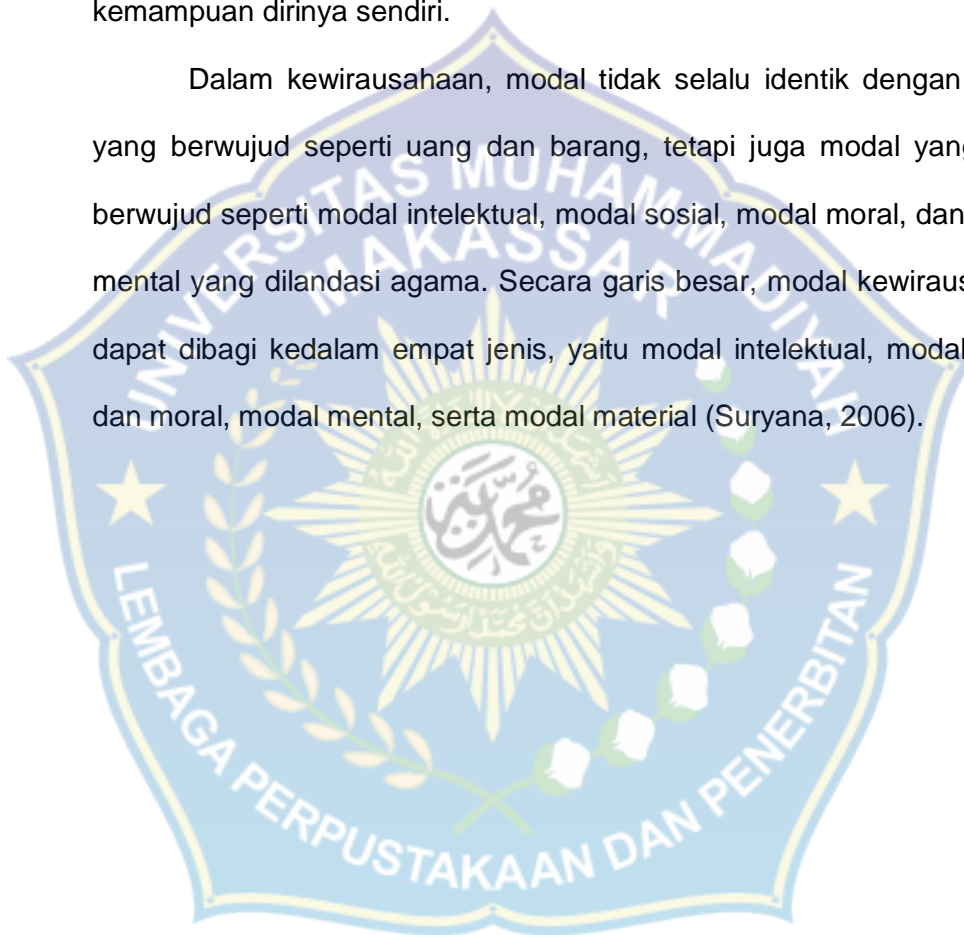 kemampuan dirinya sendiri.
Dalam kewirausahaan, modal tidak selalu identik dengan
yang berwujud seperti uang dan barang, tetapi juga modal yang
berwujud seperti modal intelektual, modal sosial, modal moral, dan
mental yang dilandasi agama. Secara garis besar, modal kewiraus
dapat dibagi kedalam empat jenis, yaitu modal intelektual, modal
dan moral, modal mental, serta modal material (Suryana, 2006).
UNIVERSITAS MUHAMMADIYAH
MAKASSAR
LEMBAGA PERPUSTAKAAN DAN PENERBITAN